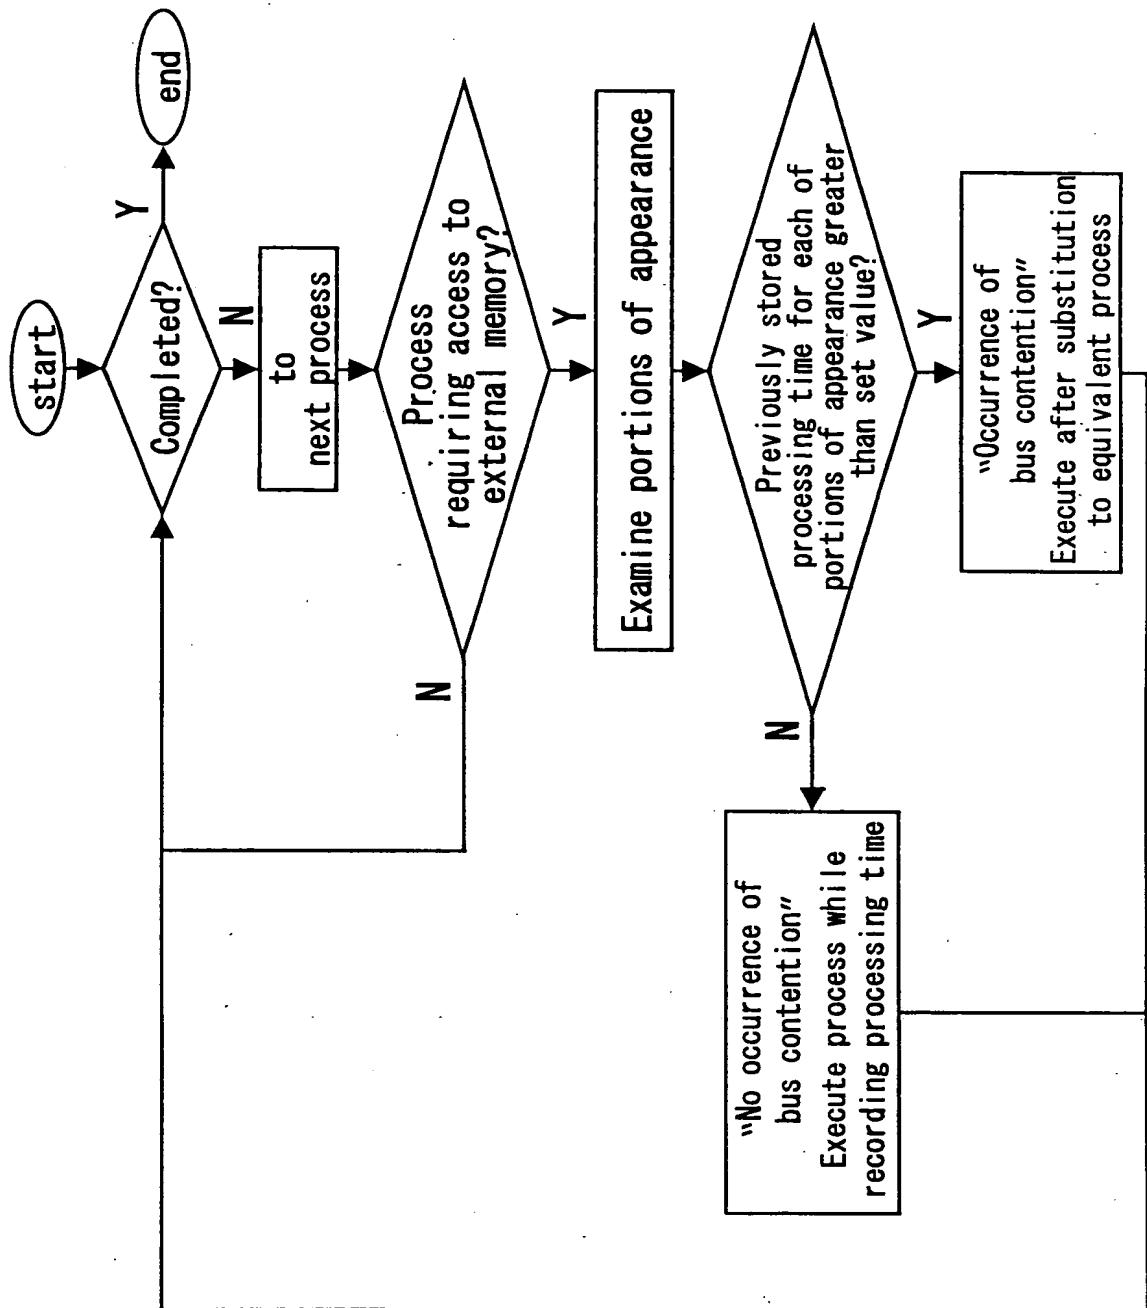 start
Completed?
Y
end
N
to
next process
Process
requiring access to
external memory?
N
Y
Examine portions of appearance
Previously stored
processing time for each of
portions of appearance greater
than set value?
N
Y
"No occurrence of
bus contention"
Execute process while
recording processing time
"Occurrence of
bus contention"
Execute after substitution
to equivalent process